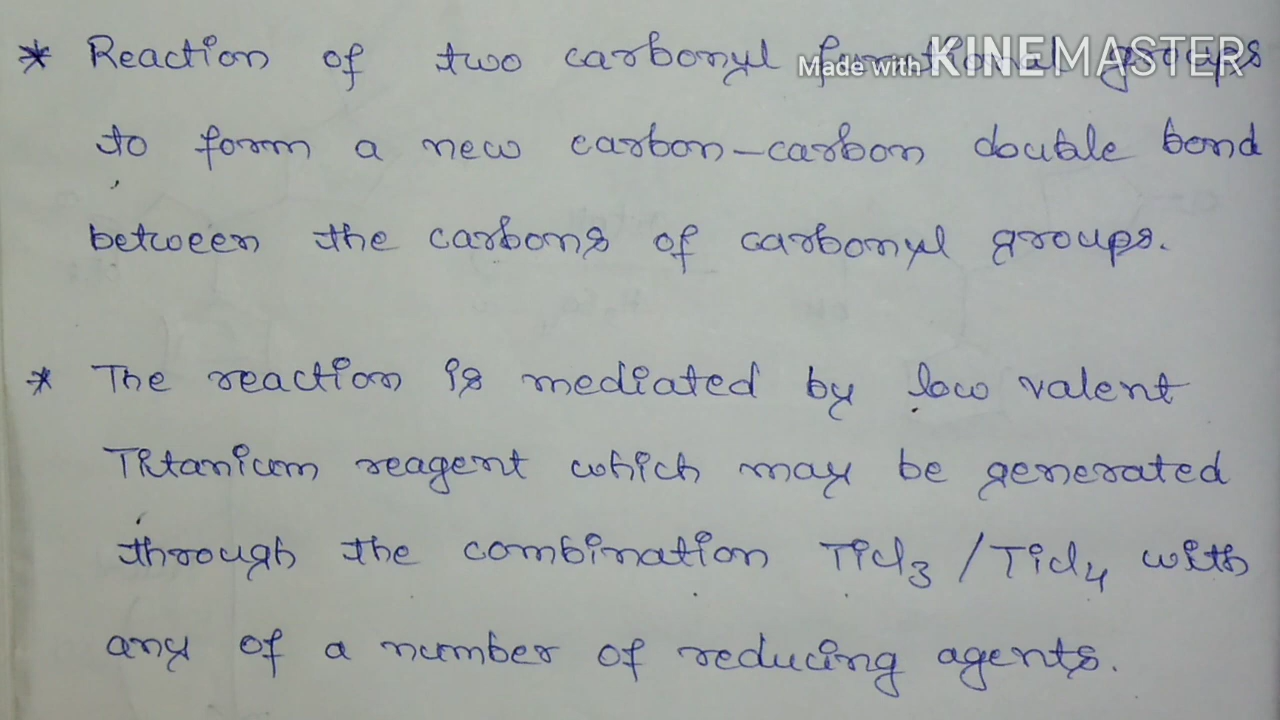 * Reaction of two carbonyl functional groups
Made with KINEMASTER
to form a new carbon-carbon double bond
between the carbons of carbonyl groups.
* The reaction is mediated by low valent
Titanium reagent which may be generated
through the combination TiCl3 / TiCl4 with
any of a number of reducing agents.